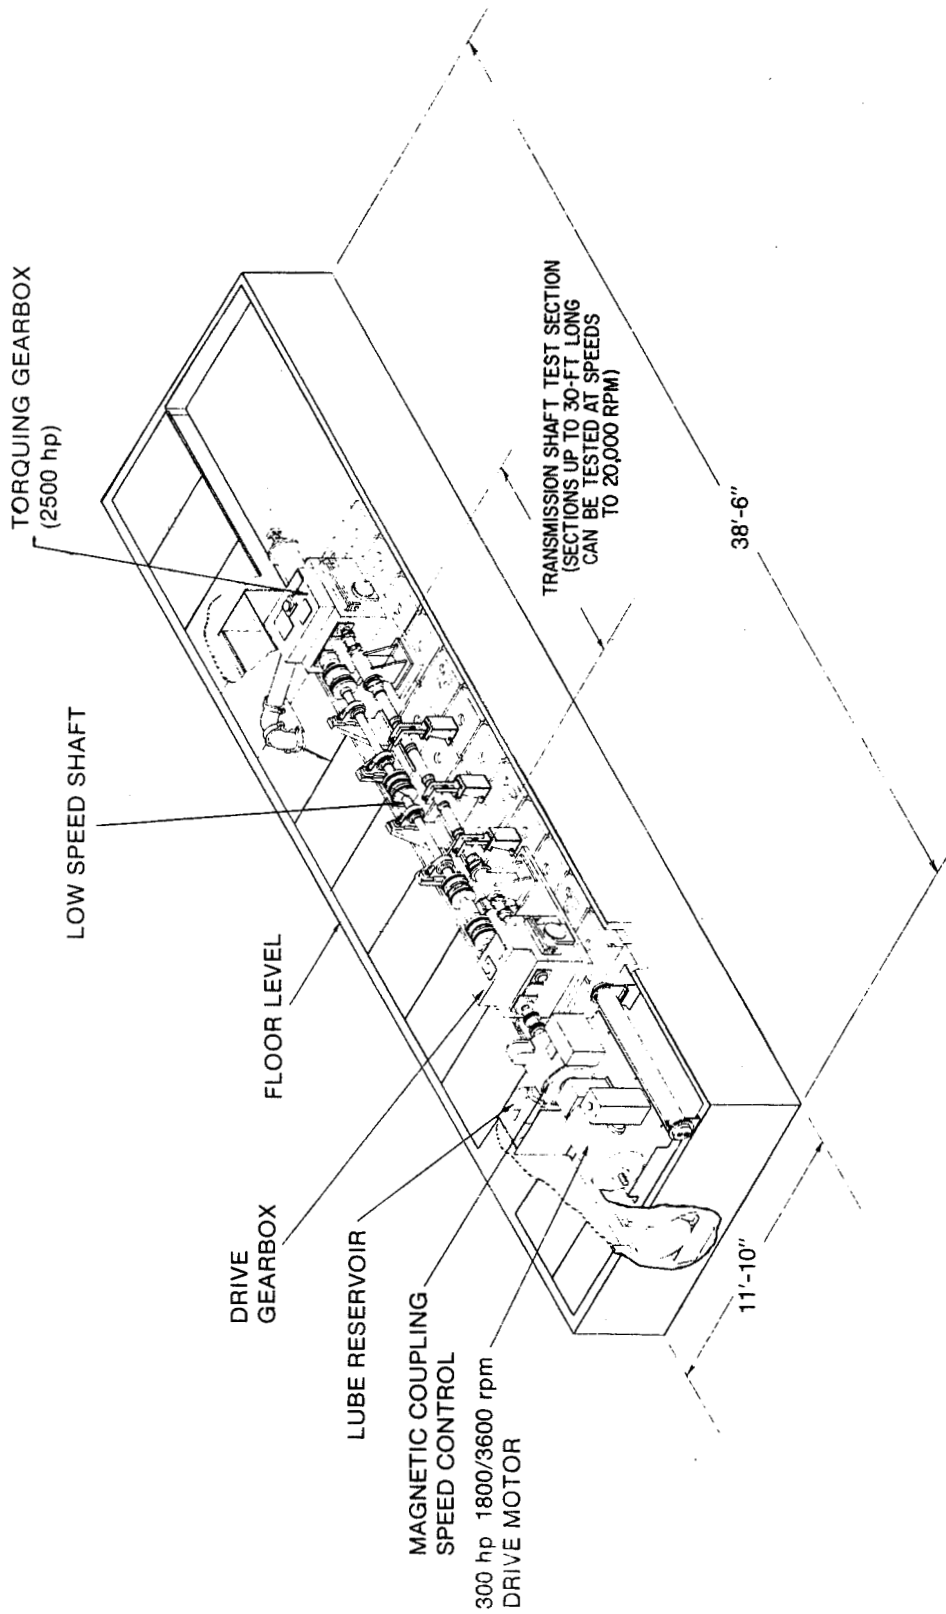 TORQUING GEARBOX
(2500 hp)
LOW SPEED SHAFT
FLOOR LEVEL
DRIVE
GEARBOX
LUBE RESERVOIR
MAGNETIC COUPLING
SPEED CONTROL
300 hp 1800/3600 rpm
DRIVE MOTOR
TRANSMISSION SHAFT TEST SECTION
(SECTIONS UP TO 30-FT LONG
CAN BE TESTED AT SPEEDS
TO 20,000 RPM)
38'-6"
11'-10"